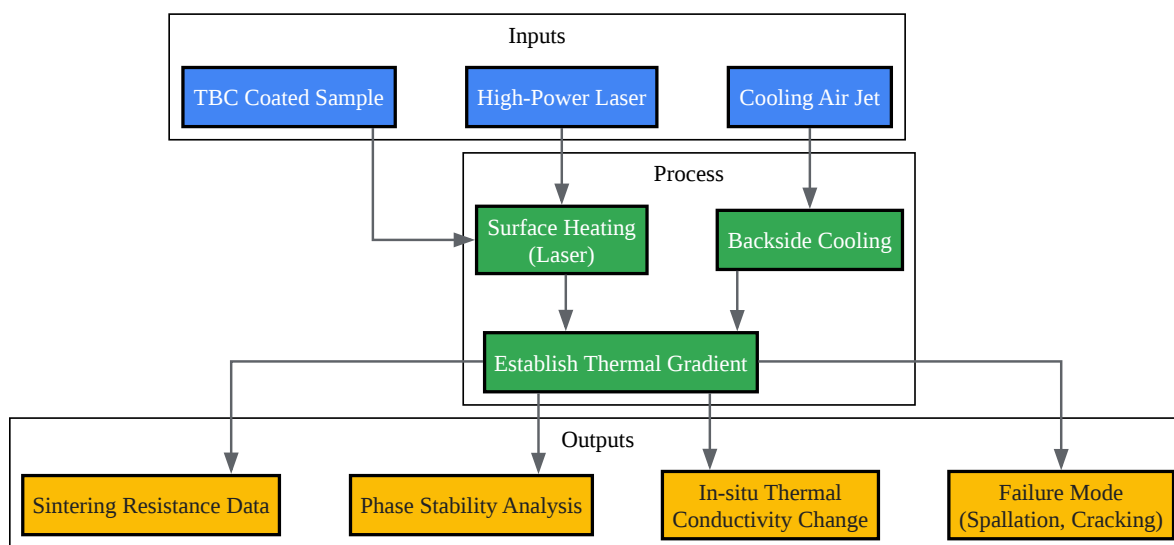 Inputs
TBC Coated Sample
High-Power Laser
Cooling Air Jet
Process
Surface Heating
(Laser)
Backside Cooling
Establish Thermal Gradient
Outputs
Sintering Resistance Data
Phase Stability Analysis
In-situ Thermal
Conductivity Change
Failure Mode
(Spallation, Cracking)